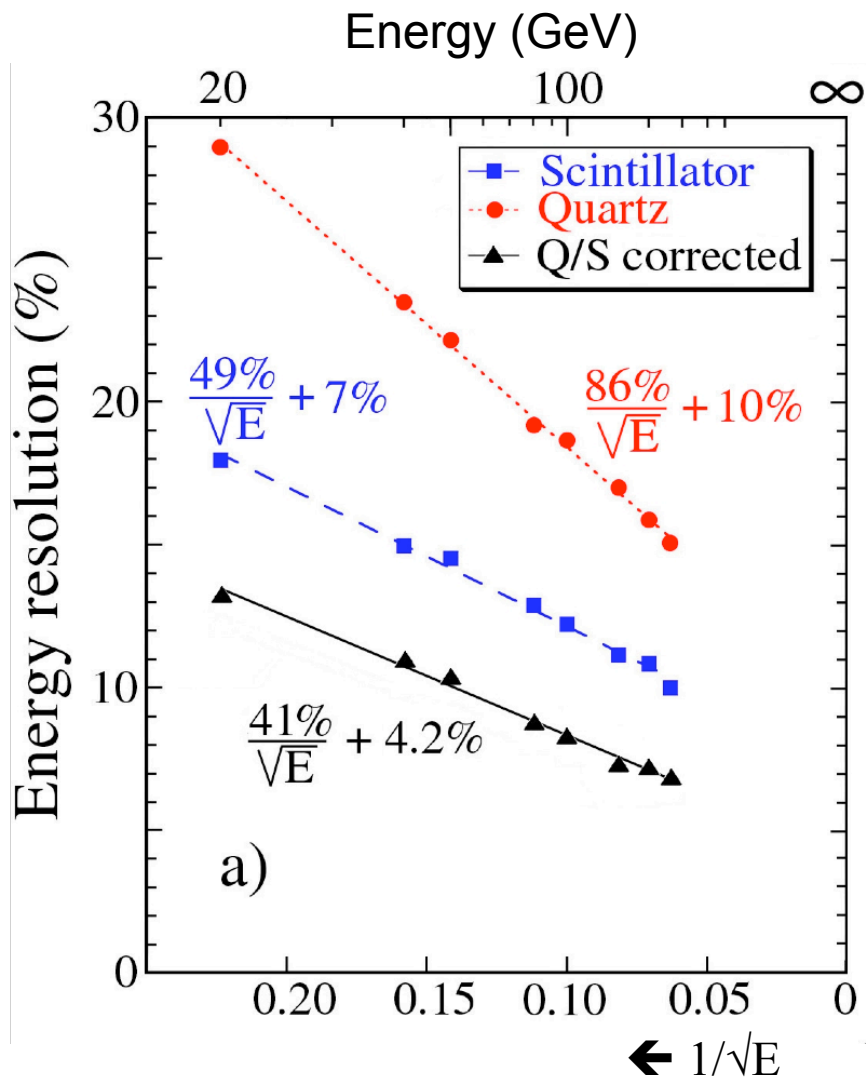 Energy (GeV)
20 100 ∞
30
Scintillator
Quartz
Q/S corrected
Energy resolution (%)
20
49%/√E + 7%
86%/√E + 10%
10
41%/√E + 4.2%
a)
0
0.20 0.15 0.10 0.05 0
← 1/√E